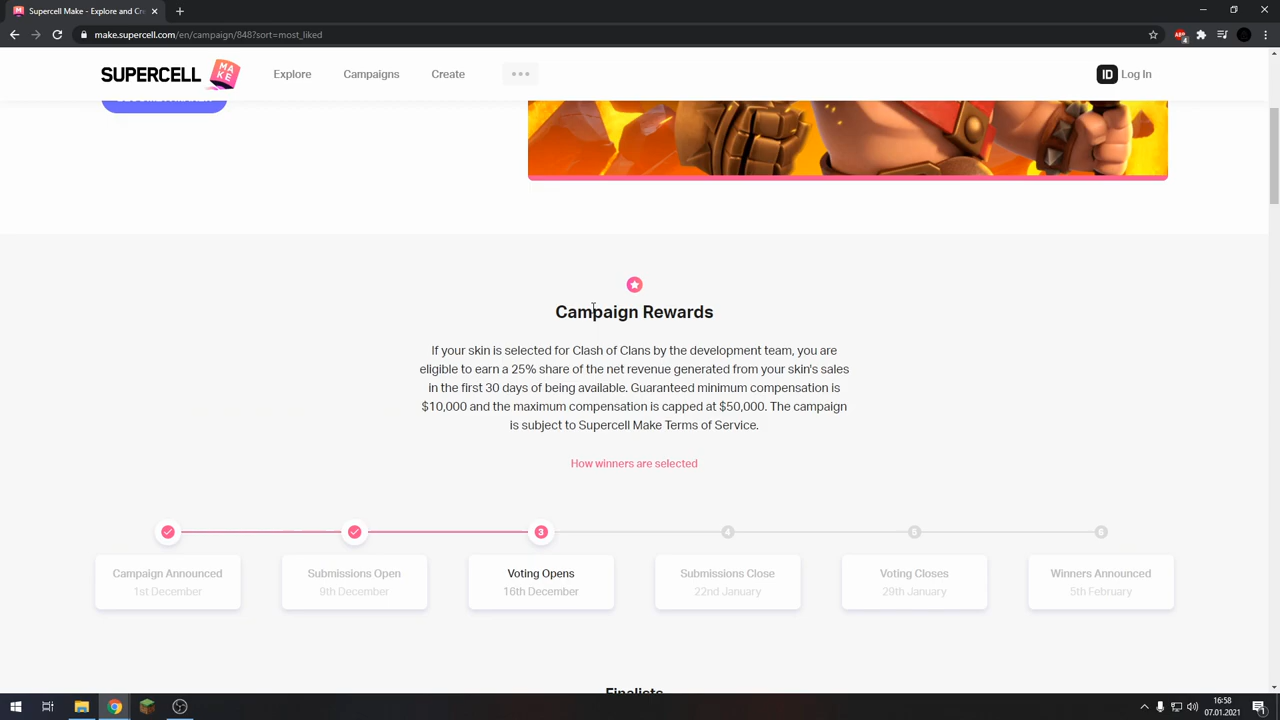 Supercell Make - Explore and Cre
make.supercell.com/en/campaign/848?sort=most_liked
ABP
4
SUPERCELL
MAKE
Explore
Campaigns
Create
ID
Log In
Campaign Rewards
If your skin is selected for Clash of Clans by the development team, you are
eligible to earn a 25% share of the net revenue generated from your skin's sales
in the first 30 days of being available. Guaranteed minimum compensation is
$10,000 and the maximum compensation is capped at $50,000. The campaign
is subject to Supercell Make Terms of Service.
How winners are selected
3
4
5
6
Campaign Announced
1st December
Submissions Open
9th December
Voting Opens
16th December
Submissions Close
22nd January
Voting Closes
29th January
Winners Announced
5th February
Finalists
16:58
07.01.2021